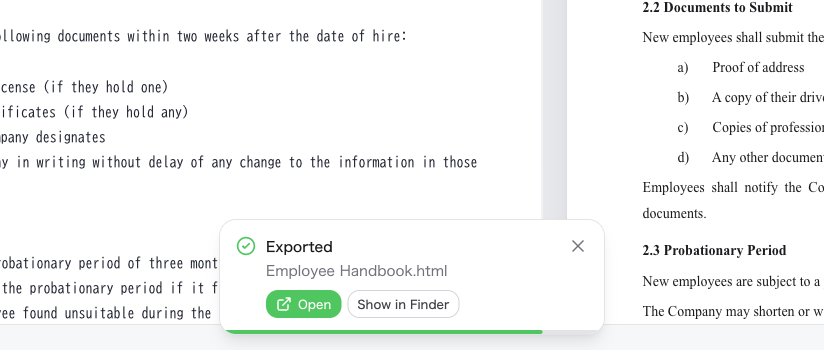 ollowing documents within two weeks after the date of hire:
cense (if they hold one)
ificates (if they hold any)
mpany designates
ny in writing without delay of any change to the information in those
robationary period of three mont
the probationary period if it f
ree found unsuitable during the
2.2 Documents to Submit
New employees shall submit the
a) Proof of address
b) A copy of their drive
c) Copies of profession
d) Any other document
Employees shall notify the Co
documents.
2.3 Probationary Period
New employees are subject to a
The Company may shorten or w
Exported
Employee Handbook.html
Open
Show in Finder